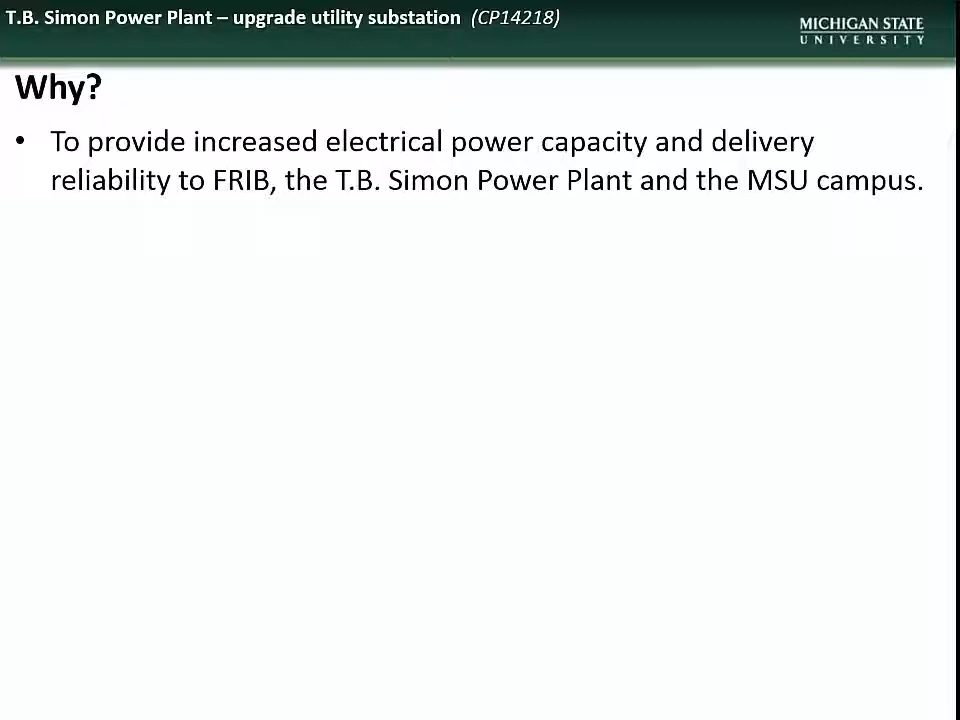 T.B. Simon Power Plant – upgrade utility substation (CP14218)
MICHIGAN STATE
UNIVERSITY
Why?
• To provide increased electrical power capacity and delivery
reliability to FRIB, the T.B. Simon Power Plant and the MSU campus.